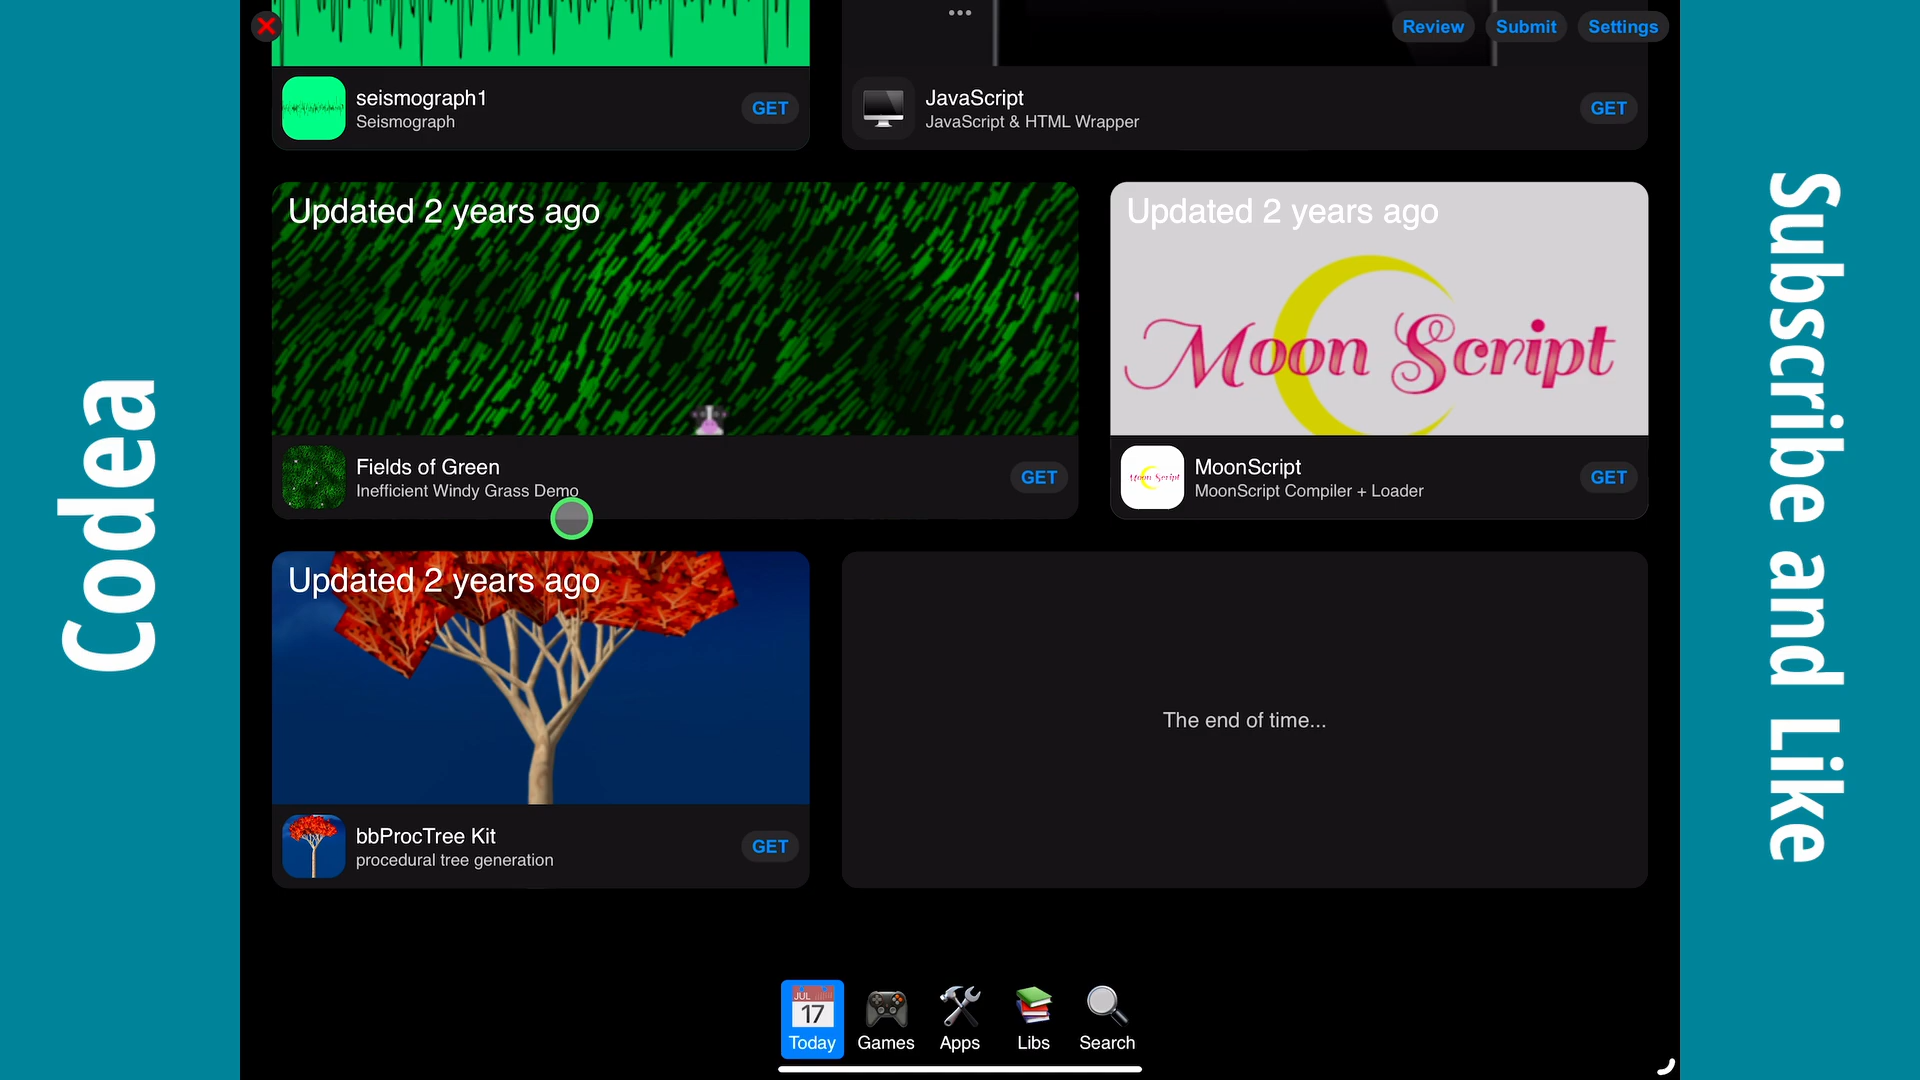 Codea
Review
Submit
Settings
seismograph1
Seismograph
GET
JavaScript
JavaScript & HTML Wrapper
GET
Updated 2 years ago
Fields of Green
Inefficient Windy Grass Demo
GET
Updated 2 years ago
Moon Script
Moon Script
MoonScript
MoonScript Compiler + Loader
GET
Updated 2 years ago
bbProcTree Kit
procedural tree generation
GET
The end of time...
JUL
17
Today
Games
Apps
Libs
Search
Subscribe and Like